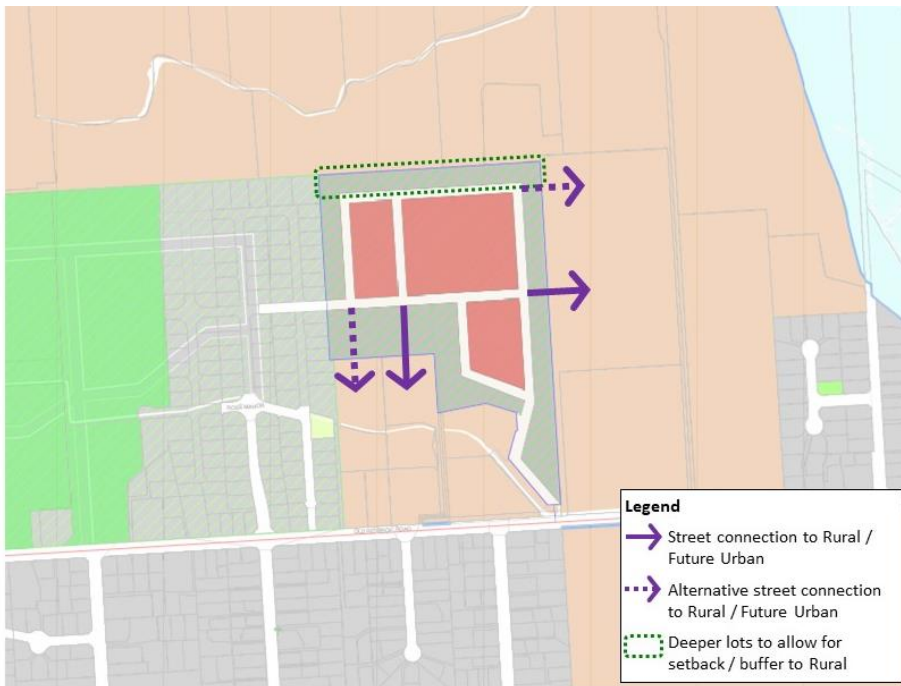 Legend
Street connection to Rural /
Future Urban
Alternative street connection
to Rural / Future Urban
Deeper lots to allow for
setback / buffer to Rural